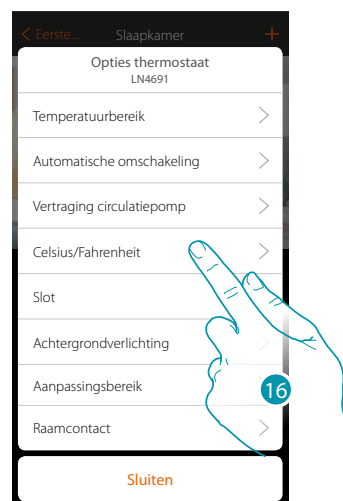 < Eerste... Slaapkamer +
Opties thermostaat
LN4691
Temperatuurbereik
Automatische omschakeling
Vertraging circulatiepomp
Celsius/Fahrenheit
Slot
Achtergrondverlichting
Aanpassingsbereik
16
Raamcontact
Sluiten